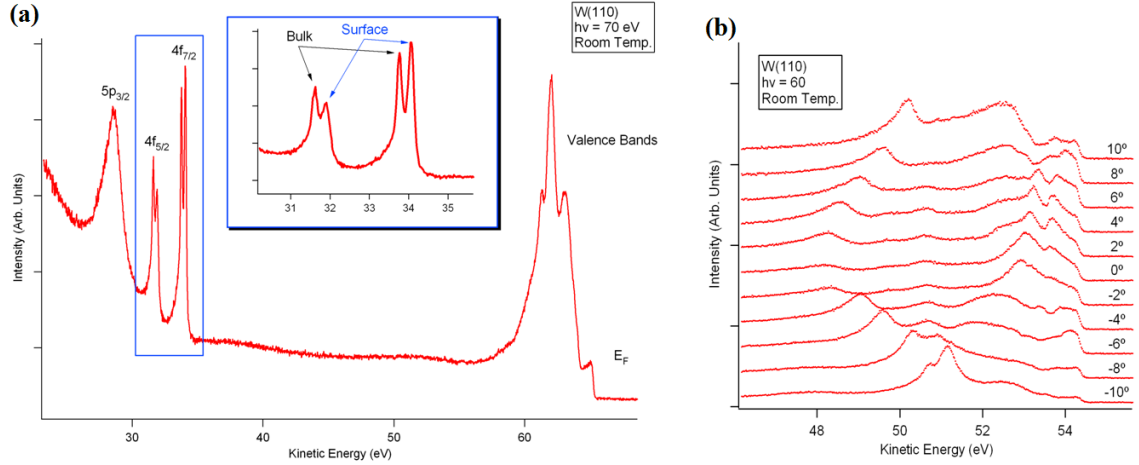 (a)
W(110)
hν = 70 eV
Room Temp.
Bulk
Surface
31
32
33
34
35
5p3/2
4f5/2
4f7/2
Valence Bands
EF
Intensity (Arb. Units)
30
40
50
60
Kinetic Energy (eV)
(b)
W(110)
hν = 60
Room Temp.
10º
8º
6º
4º
2º
0º
-2º
-4º
-6º
-8º
-10º
Intensity (Arb. Units)
48
50
52
54
Kinetic Energy (eV)